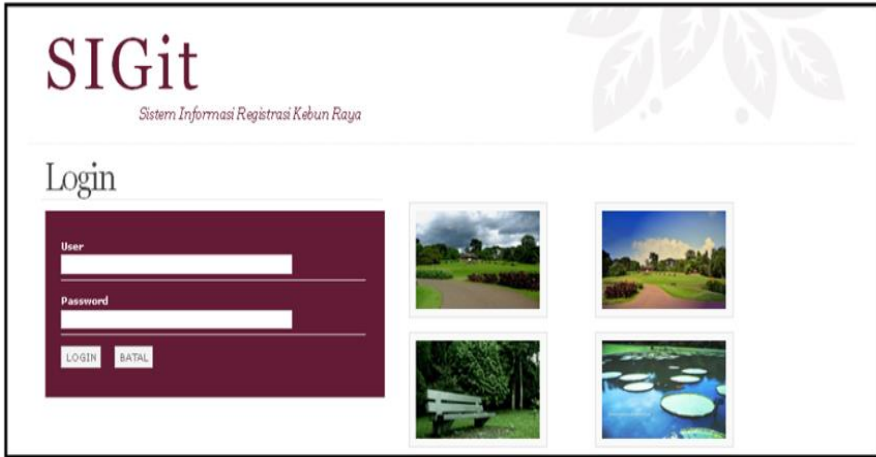 SIGit
Sistem Informasi Registrasi Kebun Raya
Login
User
Password
LOGIN BATAL